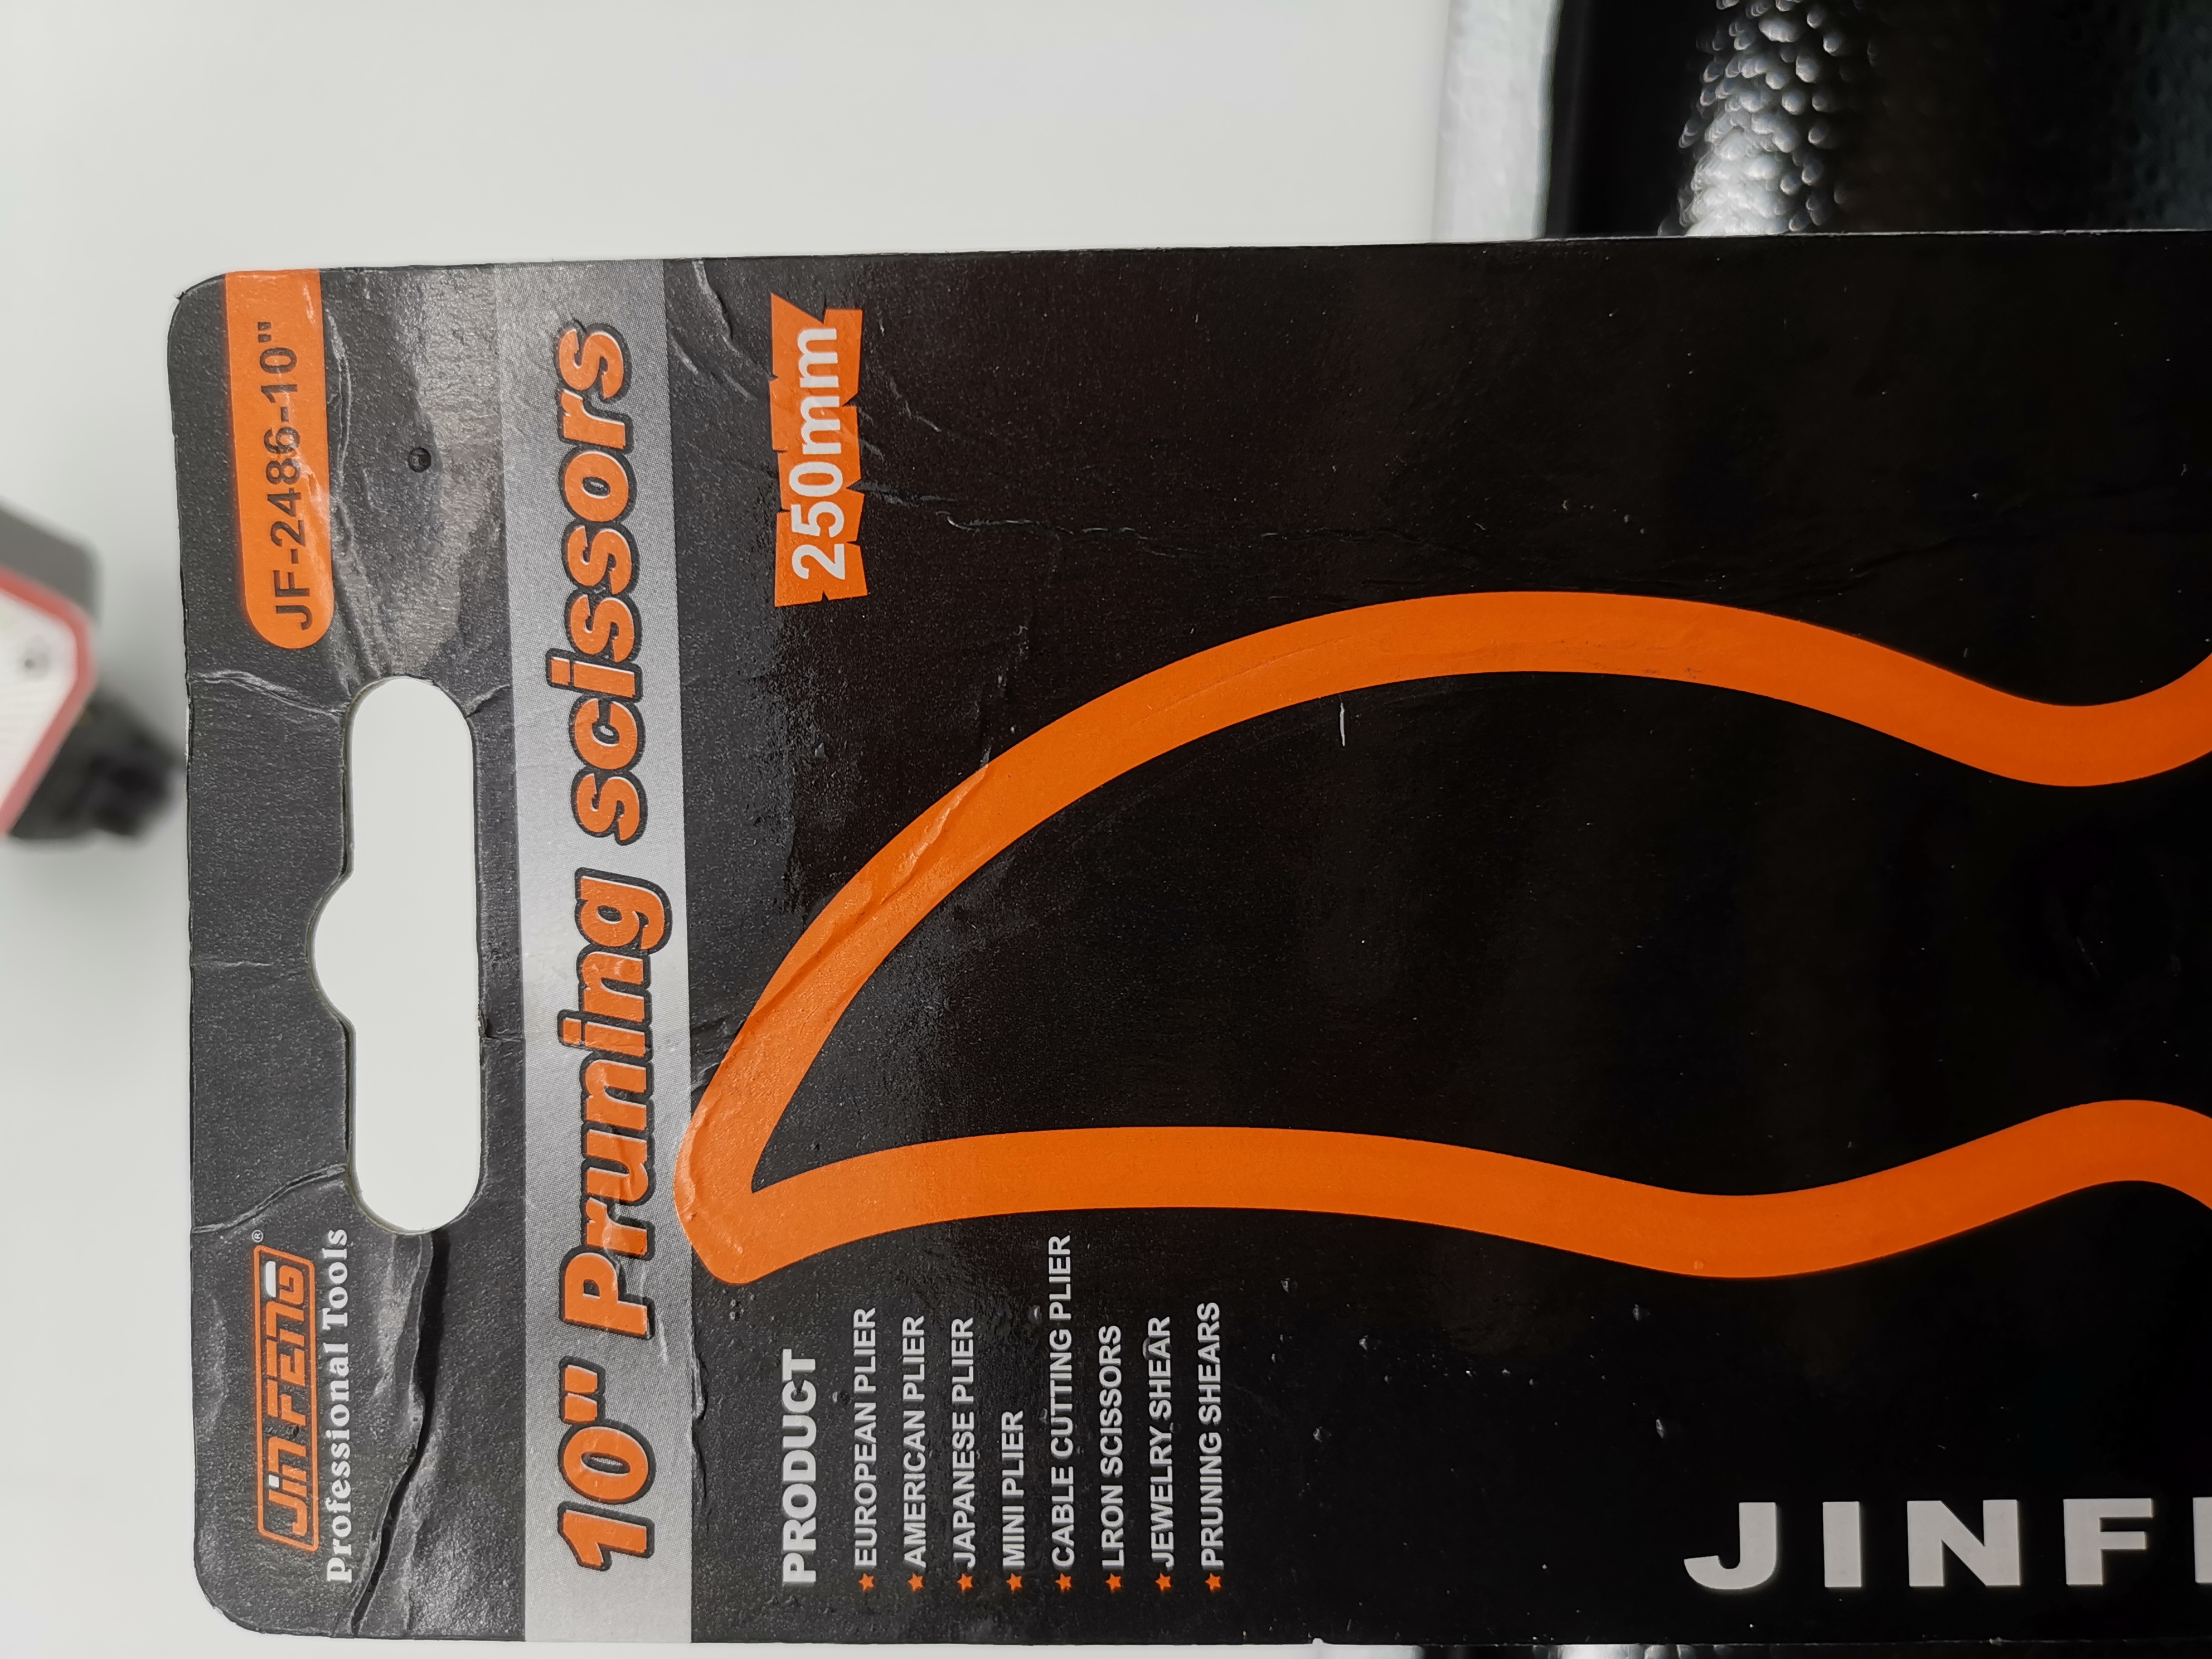 JIN FENG®
Professional Tools
JF-2486-10"
10" Pruning scissors
250mm
PRODUCT
EUROPEAN PLIER
AMERICAN PLIER
JAPANESE PLIER
MINI PLIER
CABLE CUTTING PLIER
LRON SCISSORS
JEWELRY SHEAR
PRUNING SHEARS
JINF